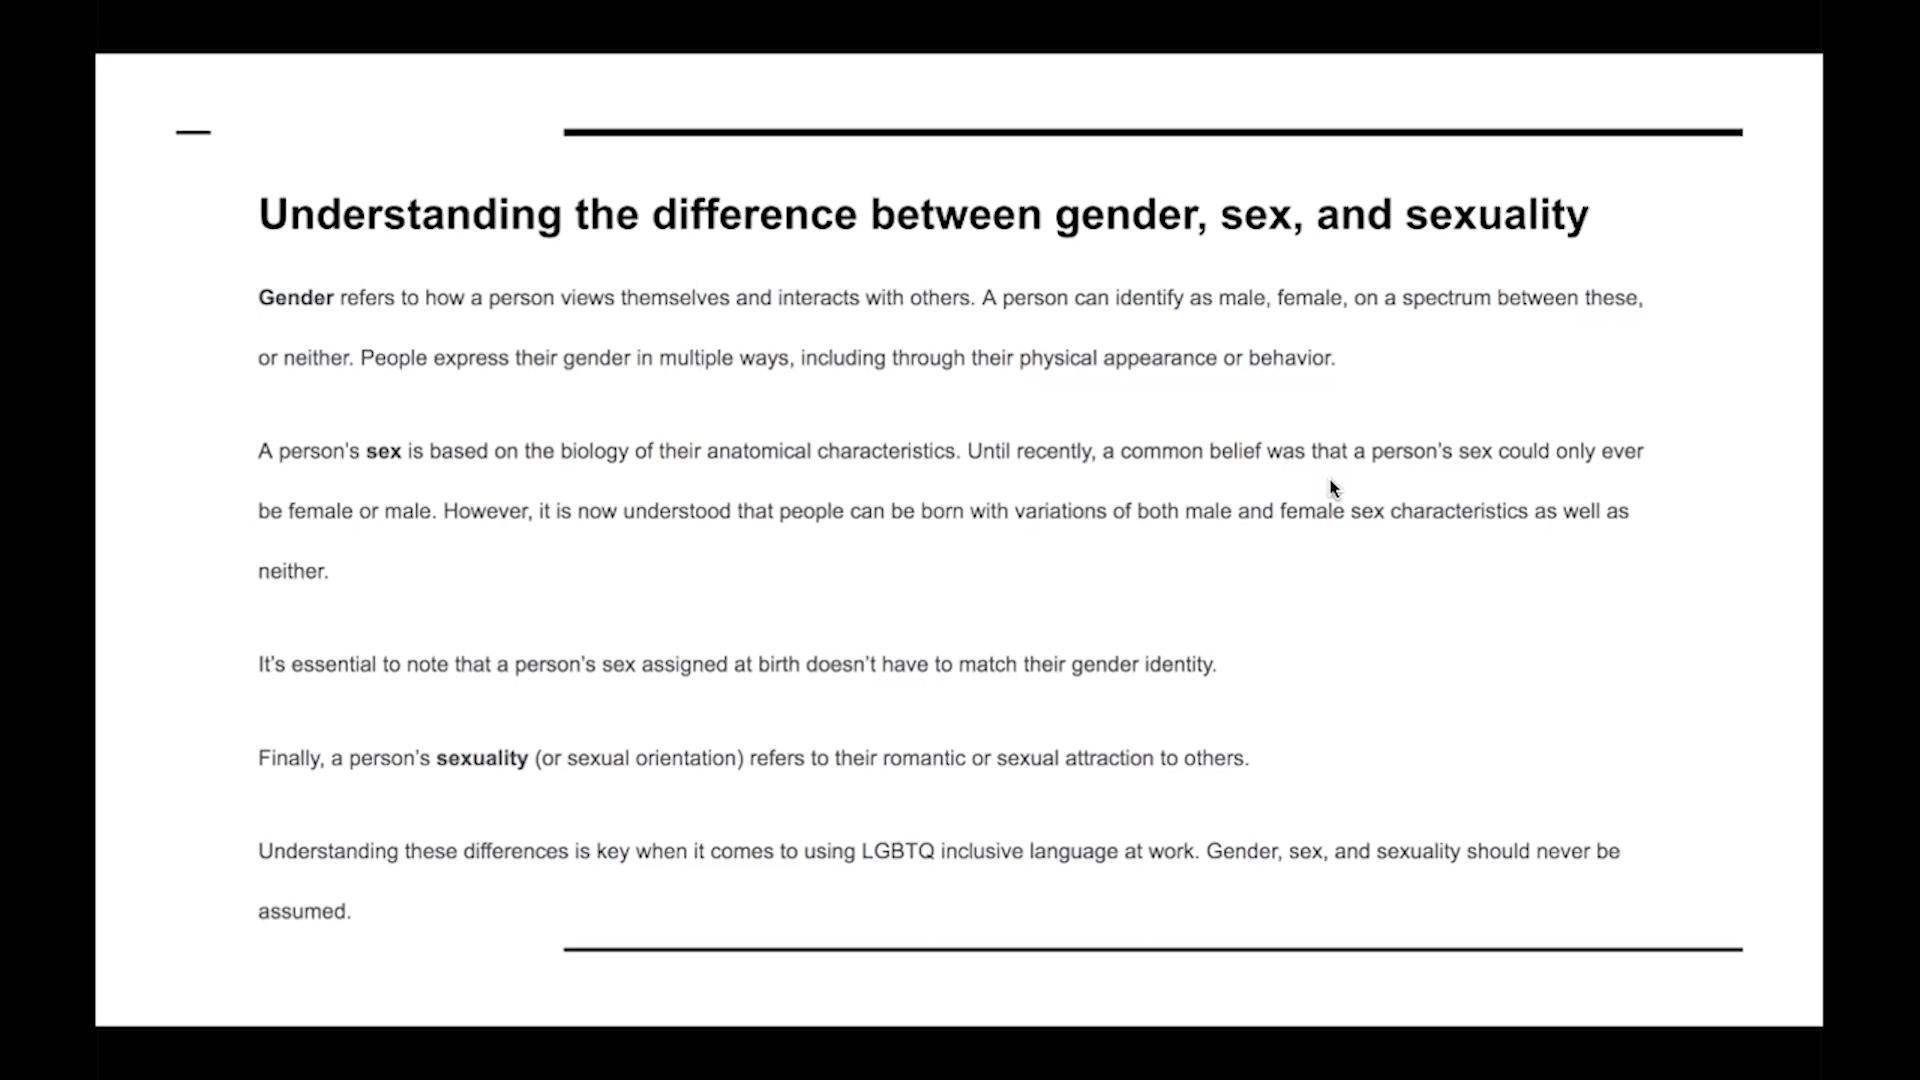 Understanding the difference between gender, sex, and sexuality
Gender refers to how a person views themselves and interacts with others. A person can identify as male, female, on a spectrum between these,
or neither. People express their gender in multiple ways, including through their physical appearance or behavior.
A person's sex is based on the biology of their anatomical characteristics. Until recently, a common belief was that a person's sex could only ever
be female or male. However, it is now understood that people can be born with variations of both male and female sex characteristics as well as
neither.
It's essential to note that a person's sex assigned at birth doesn't have to match their gender identity.
Finally, a person's sexuality (or sexual orientation) refers to their romantic or sexual attraction to others.
Understanding these differences is key when it comes to using LGBTQ inclusive language at work. Gender, sex, and sexuality should never be
assumed.